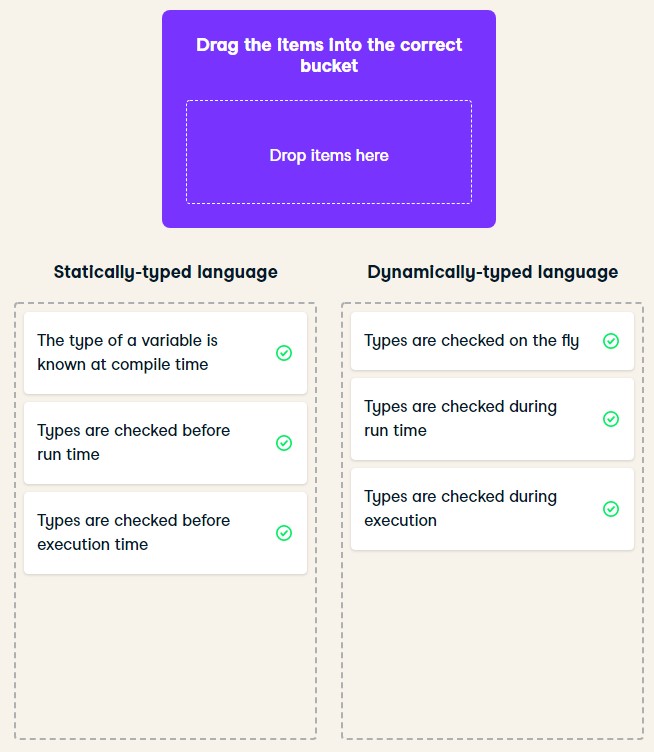 Drag the items into the correct
bucket
Drop items here
Statically-typed language
The type of a variable is
known at compile time
Types are checked before
run time
Types are checked before
execution time
Dynamically-typed language
Types are checked on the fly
Types are checked during
run time
Types are checked during
execution